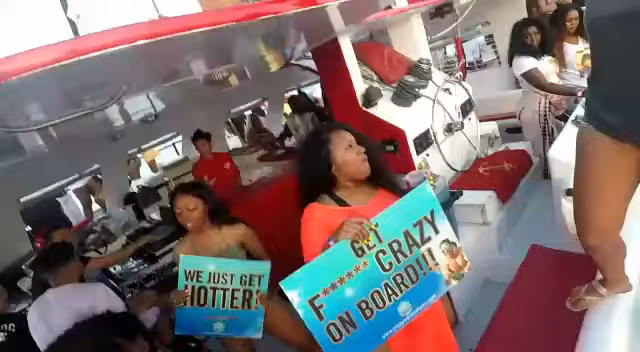 WE JUST GET
HOTTER!
GET
F****** CRAZY
ON BOARD!!!